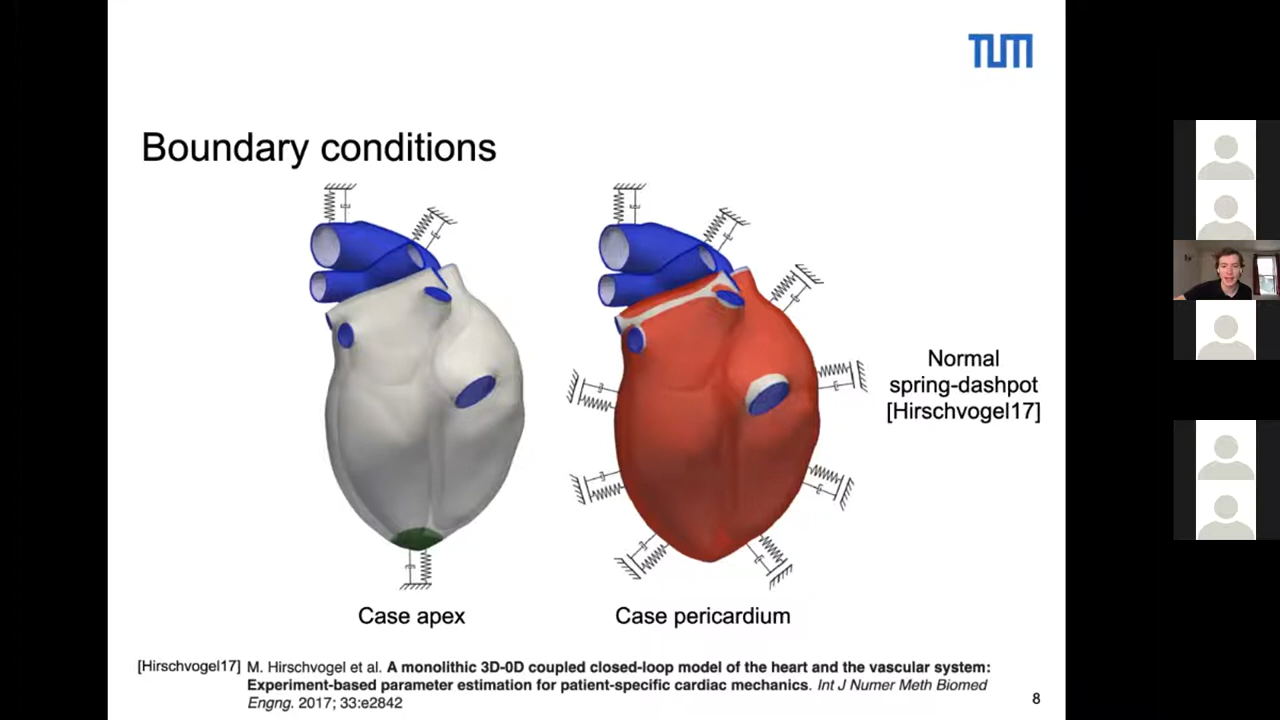 TUM
Boundary conditions
Normal
spring-dashpot
[Hirschvogel17]
Case apex
Case pericardium
[Hirschvogel17] M. Hirschvogel et al. A monolithic 3D-0D coupled closed-loop model of the heart and the vascular system:
Experiment-based parameter estimation for patient-specific cardiac mechanics. Int J Numer Meth Biomed
Engng. 2017; 33:e2842
8